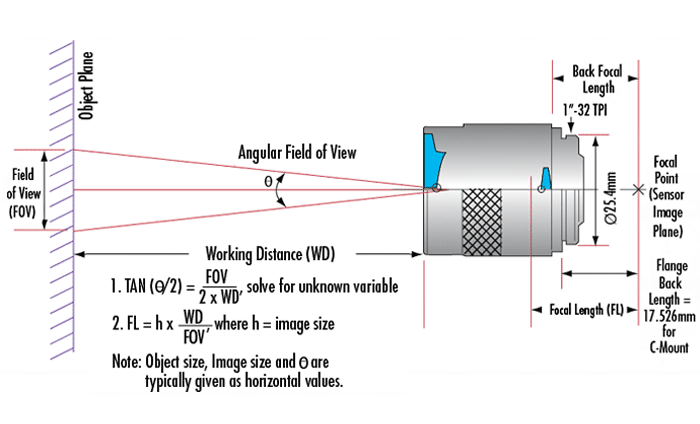 Object Plane
Back Focal
Length
1"-32 TPI
Angular Field of View
θ
Field
of View
(FOV)
Ø25.4mm
Focal
Point
(Sensor
Image
Plane)
Working Distance (WD)
1. TAN (θ/2) = FOV / 2 x WD, solve for unknown variable
2. FL = h x WD / FOV, where h = image size
Note: Object size, Image size and θ are
typically given as horizontal values.
Focal Length (FL)
Flange
Back
Length =
17.526mm
for
C-Mount